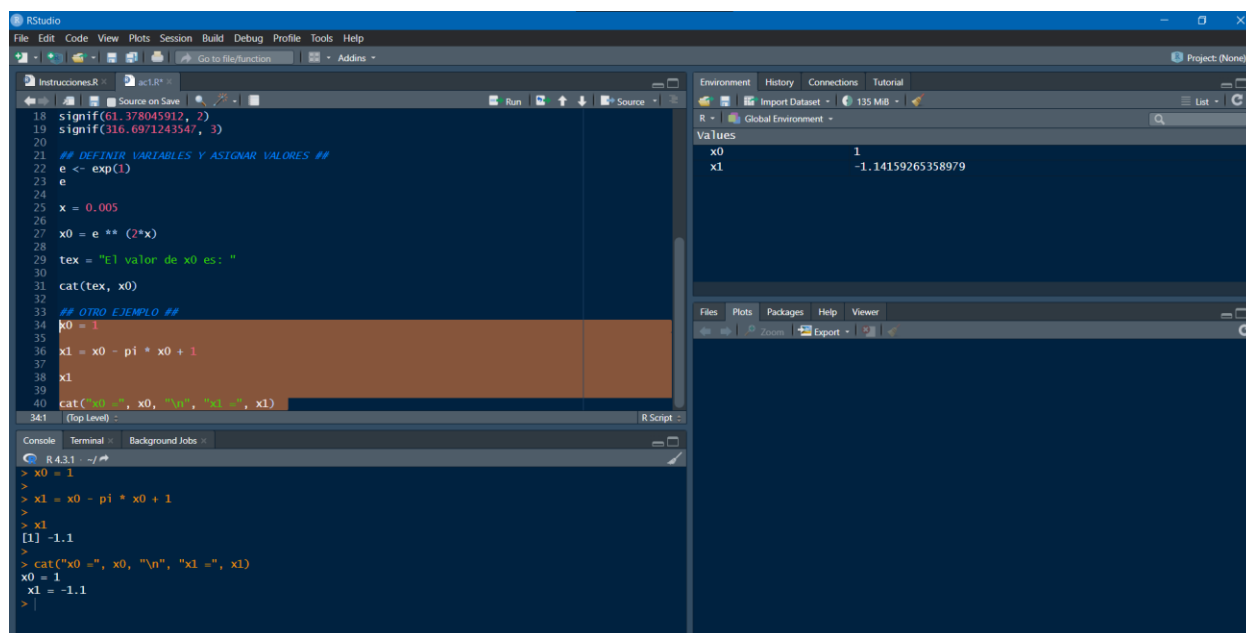 RStudio
File Edit Code View Plots Session Build Debug Profile Tools Help
Go to file/function Addins Project: (None)
Instrucciones.R ac1.R*
Source on Save Run Source
18 signif(61.378045912, 2)
19 signif(316.6971243547, 3)
20
21 ## DEFINIR VARIABLES Y ASIGNAR VALORES ##
22 e <- exp(1)
23 e
24
25 x = 0.005
26
27 x0 = e ** (2*x)
28
29 tex = "El valor de x0 es: "
30
31 cat(tex, x0)
32
33 ## OTRO EJEMPLO ##
34 x0 = 1
35
36 x1 = x0 - pi * x0 + 1
37
38 x1
39
40 cat("x0 =", x0, "\n", "x1 =", x1)
34:1 (Top Level) R Script
Console Terminal Background Jobs
R 4.3.1 · ~/
> x0 = 1
>
> x1 = x0 - pi * x0 + 1
>
> x1
[1] -1.1
>
> cat("x0 =", x0, "\n", "x1 =", x1)
x0 = 1
 x1 = -1.1
>
Environment History Connections Tutorial
Import Dataset 135 MiB List
R Global Environment
Values
x0 1
x1 -1.14159265358979
Files Plots Packages Help Viewer
Zoom Export